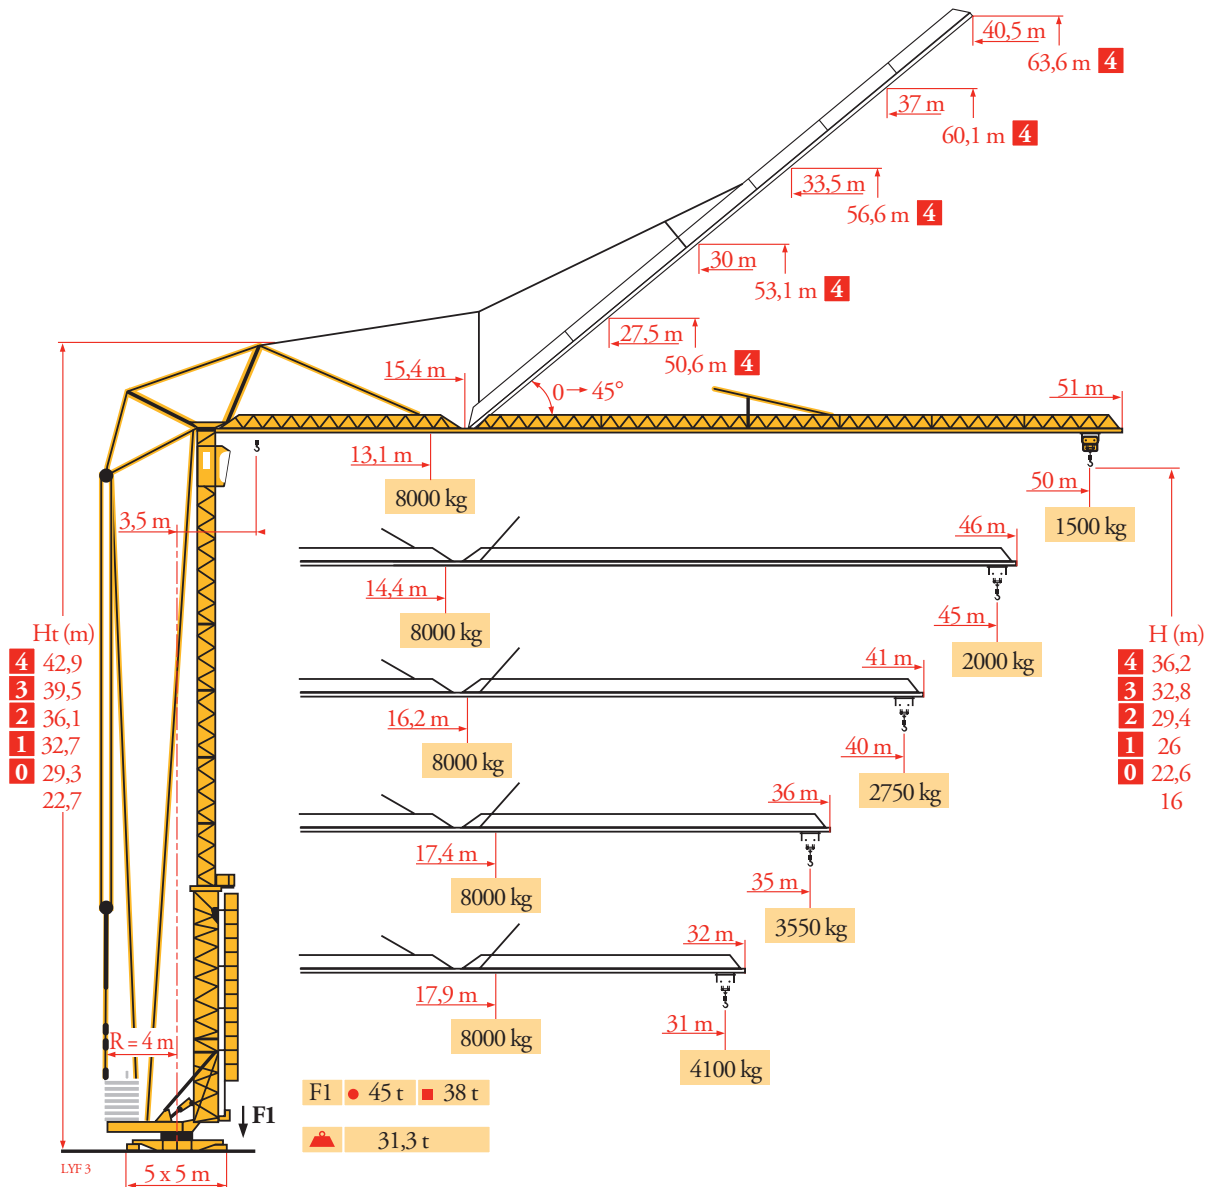 40,5 m
63,6 m 4
37 m
60,1 m 4
33,5 m
56,6 m 4
30 m
53,1 m 4
27,5 m
50,6 m 4
15,4 m
0 → 45°
51 m
13,1 m
8000 kg
50 m
1500 kg
3,5 m
46 m
14,4 m
8000 kg
45 m
2000 kg
Ht (m)
4 42,9
3 39,5
2 36,1
1 32,7
0 29,3
22,7
H (m)
4 36,2
3 32,8
2 29,4
1 26
0 22,6
16
41 m
16,2 m
8000 kg
40 m
2750 kg
36 m
17,4 m
8000 kg
35 m
3550 kg
32 m
17,9 m
8000 kg
31 m
4100 kg
R = 4 m
F1 ● 45 t ■ 38 t
F1
31,3 t
LYF 3
5 x 5 m